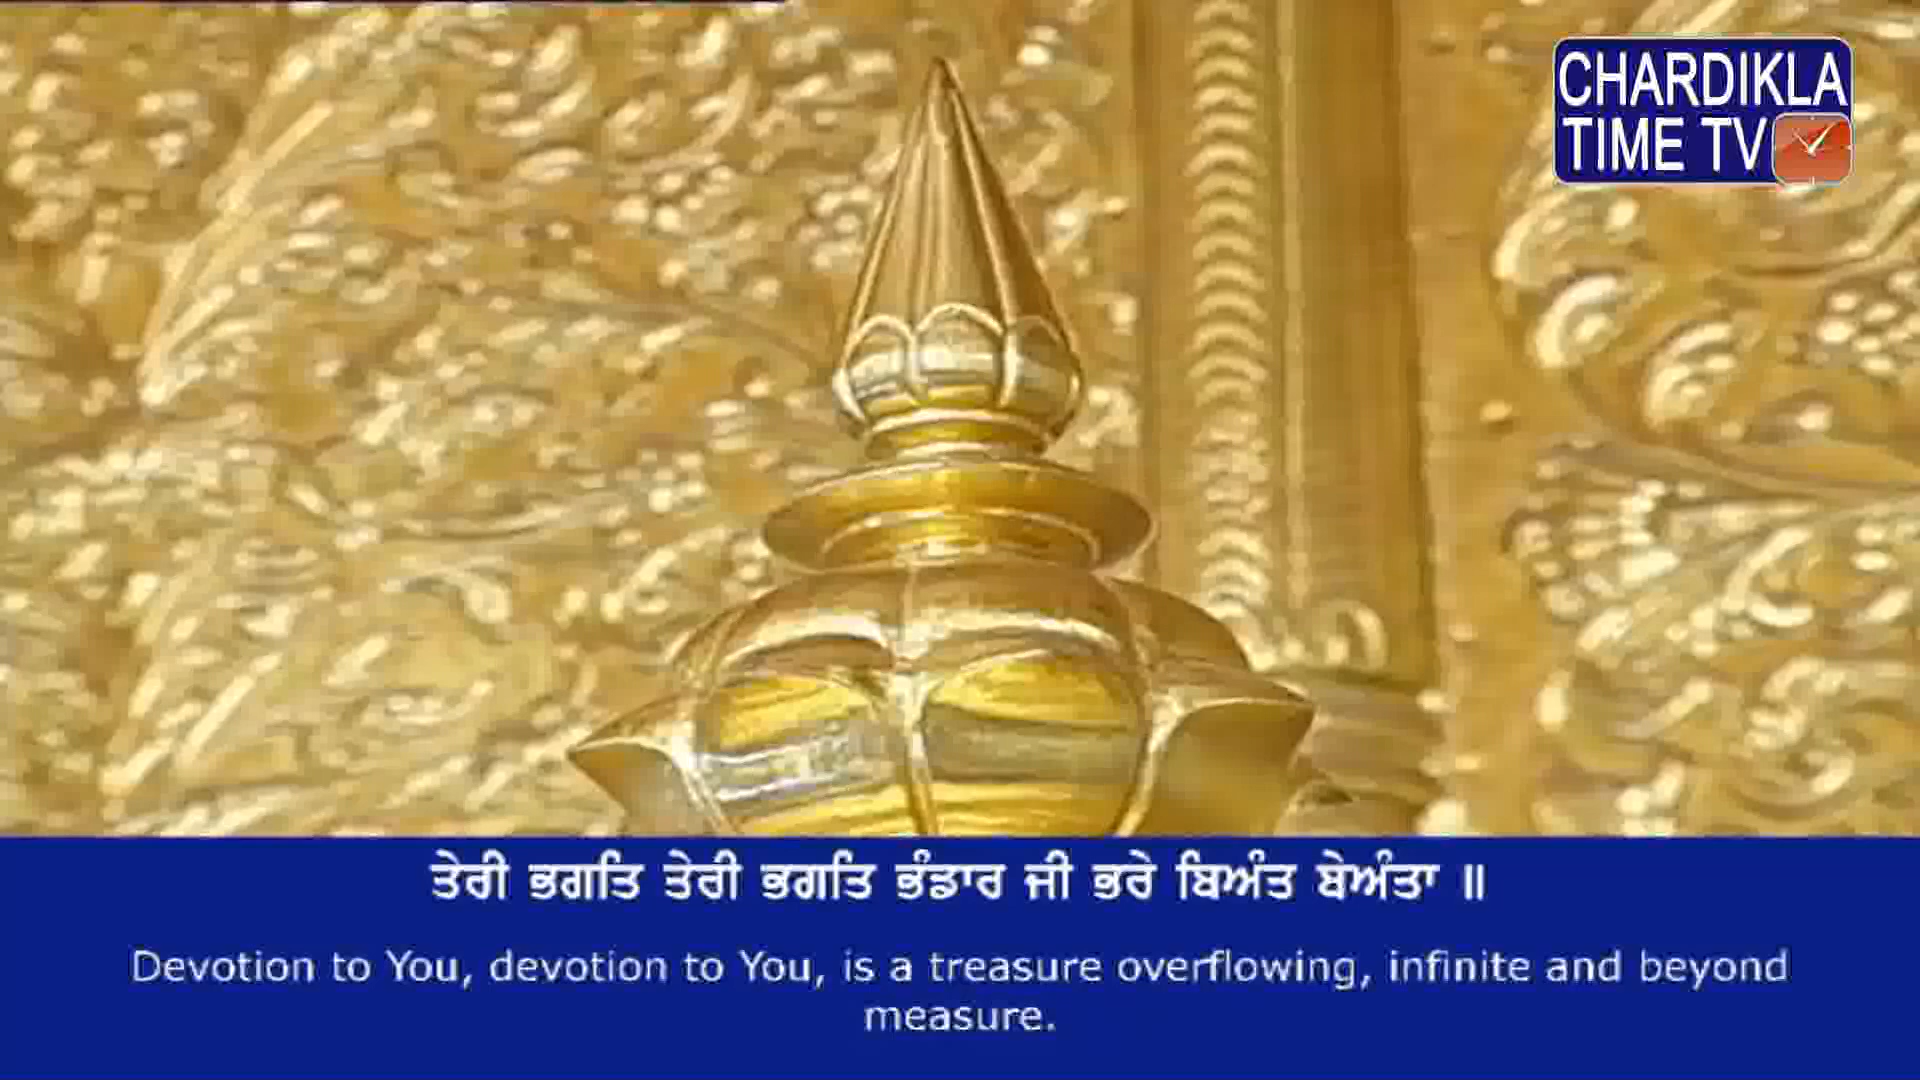 CHARDIKLA
TIME TV
ਤੇਰੀ ਭਗਤਿ ਤੇਰੀ ਭਗਤਿ ਭੰਡਾਰ ਜੀ ਭਰੇ ਬਿਅੰਤ ਬੇਅੰਤਾ ॥
Devotion to You, devotion to You, is a treasure overflowing, infinite and beyond
measure.